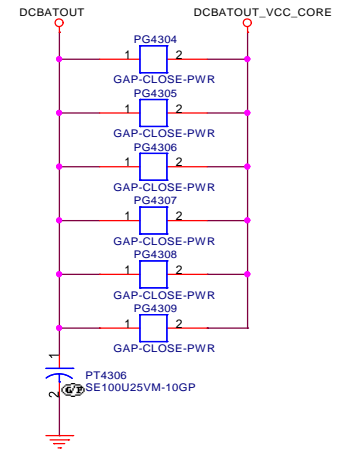 DCBATOUT DCBATOUT_VCC_CORE
PG4304
1 2
GAP-CLOSE-PWR
PG4305
1 2
GAP-CLOSE-PWR
PG4306
1 2
GAP-CLOSE-PWR
PG4307
1 2
GAP-CLOSE-PWR
PG4308
1 2
GAP-CLOSE-PWR
PG4309
1 2
GAP-CLOSE-PWR
1
PT4306
2 SE100U25VM-10GP